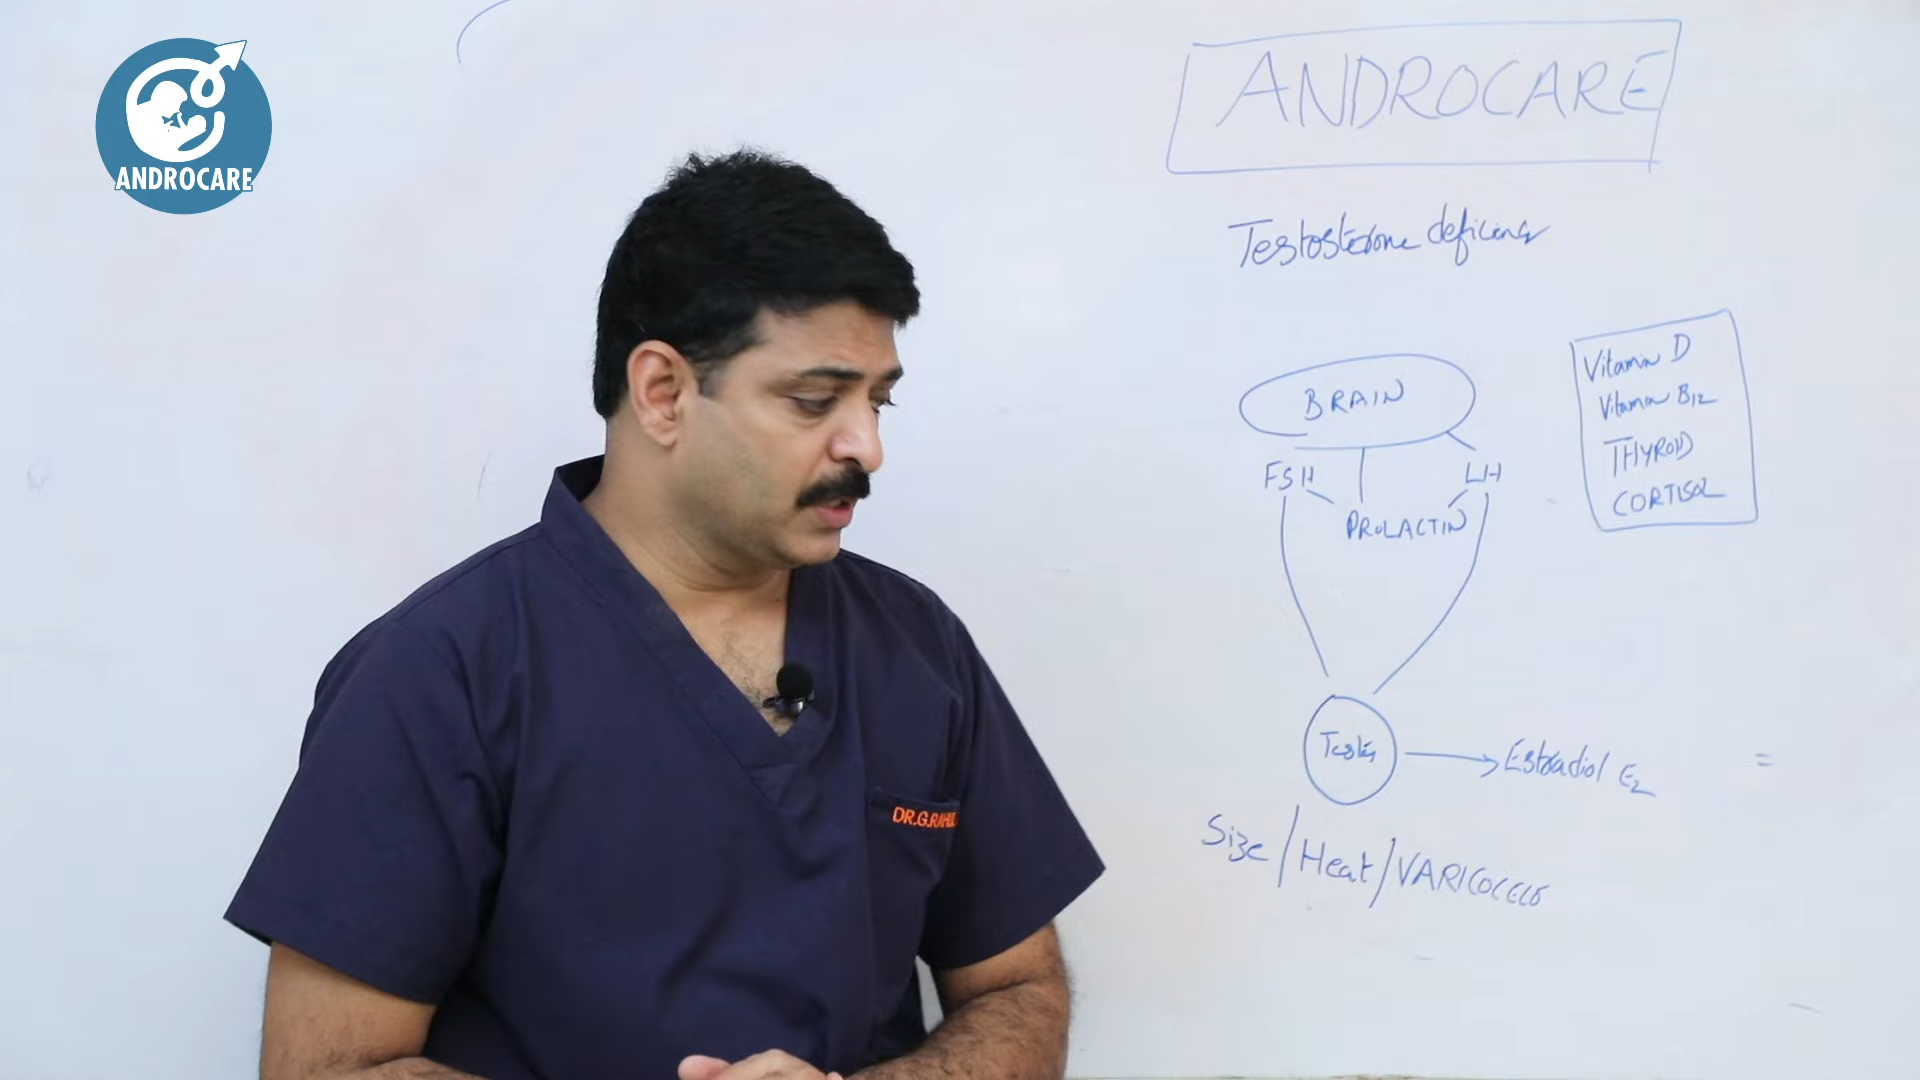 ANDROCARE
ANDROCARE
Testosterone deficiency
BRAIN
FSH
LH
PROLACTIN
Vitamin D
Vitamin B12
THYROID
CORTISOL
Testis
Estradiol E2
=
Size/Heat/VARICOCELE
DR.G.RAHUL